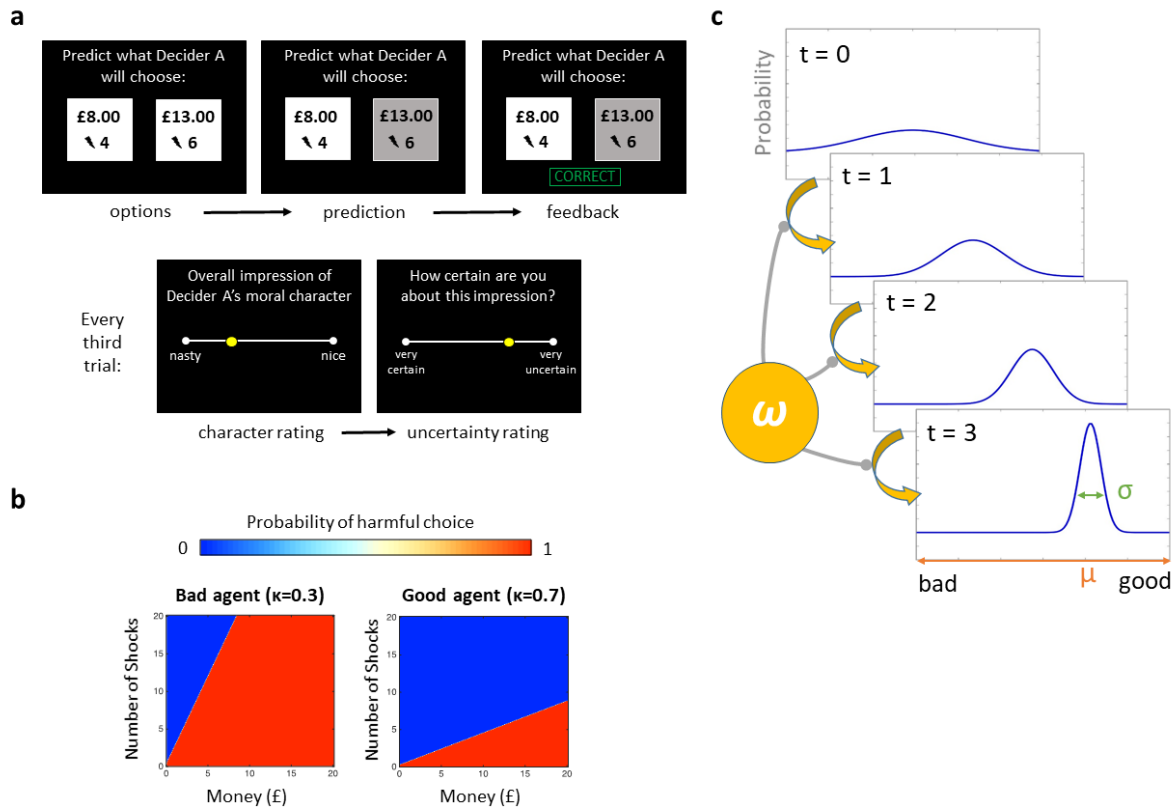 a
Predict what Decider A
will choose:
£8.00
4
£13.00
6
Predict what Decider A
will choose:
£8.00
4
£13.00
6
Predict what Decider A
will choose:
£8.00
4
£13.00
6
CORRECT
options
prediction
feedback
Every
third
trial:
Overall impression of
Decider A's moral character
nasty
nice
How certain are you
about this impression?
very
certain
very
uncertain
character rating
uncertainty rating
b
Probability of harmful choice
0
1
Bad agent (κ=0.3)
Number of Shocks
20
15
10
5
0
0 5 10 15 20
Good agent (κ=0.7)
Number of Shocks
20
15
10
5
0
0 5 10 15 20
Money (£)
Money (£)
c
Probability
t = 0
t = 1
t = 2
t = 3
ω
σ
bad
μ
good